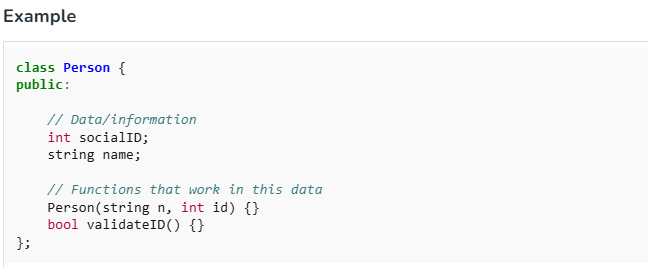 Example
class Person {
public:
// Data/information
int socialID;
string name;
// Functions that work in this data
Person(string n, int id) {}
bool validateID() {}
};